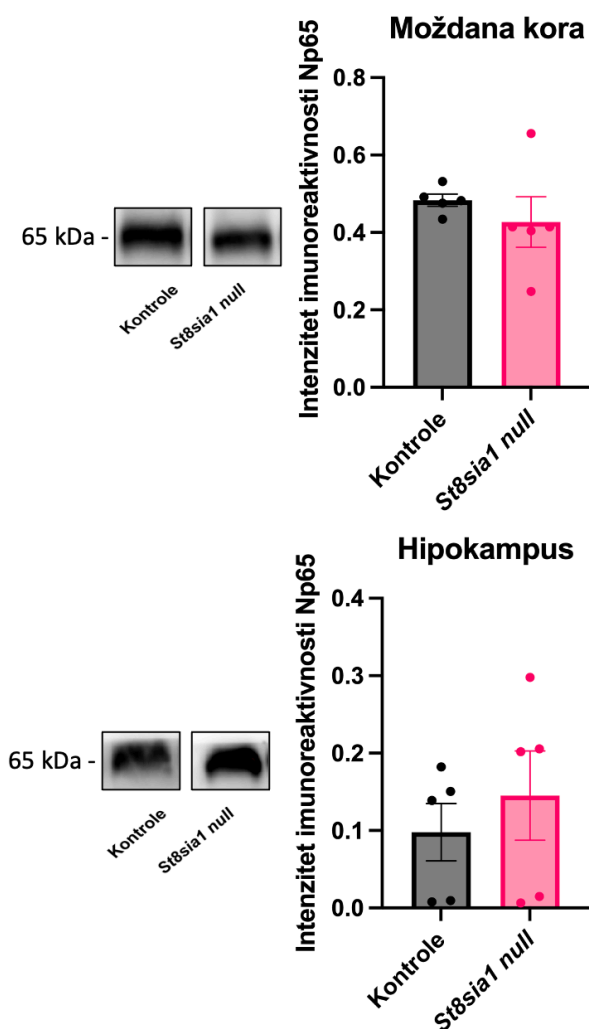 Moždana kora
Intenzitet imunoreaktivnosti Np65
0.8
0.6
0.4
0.2
0.0
65 kDa -
Kontrole
St8sia1 null
Kontrole
St8sia1 null
Hipokampus
Intenzitet imunoreaktivnosti Np65
0.4
0.3
0.2
0.1
0.0
65 kDa -
Kontrole
St8sia1 null
Kontrole
St8sia1 null